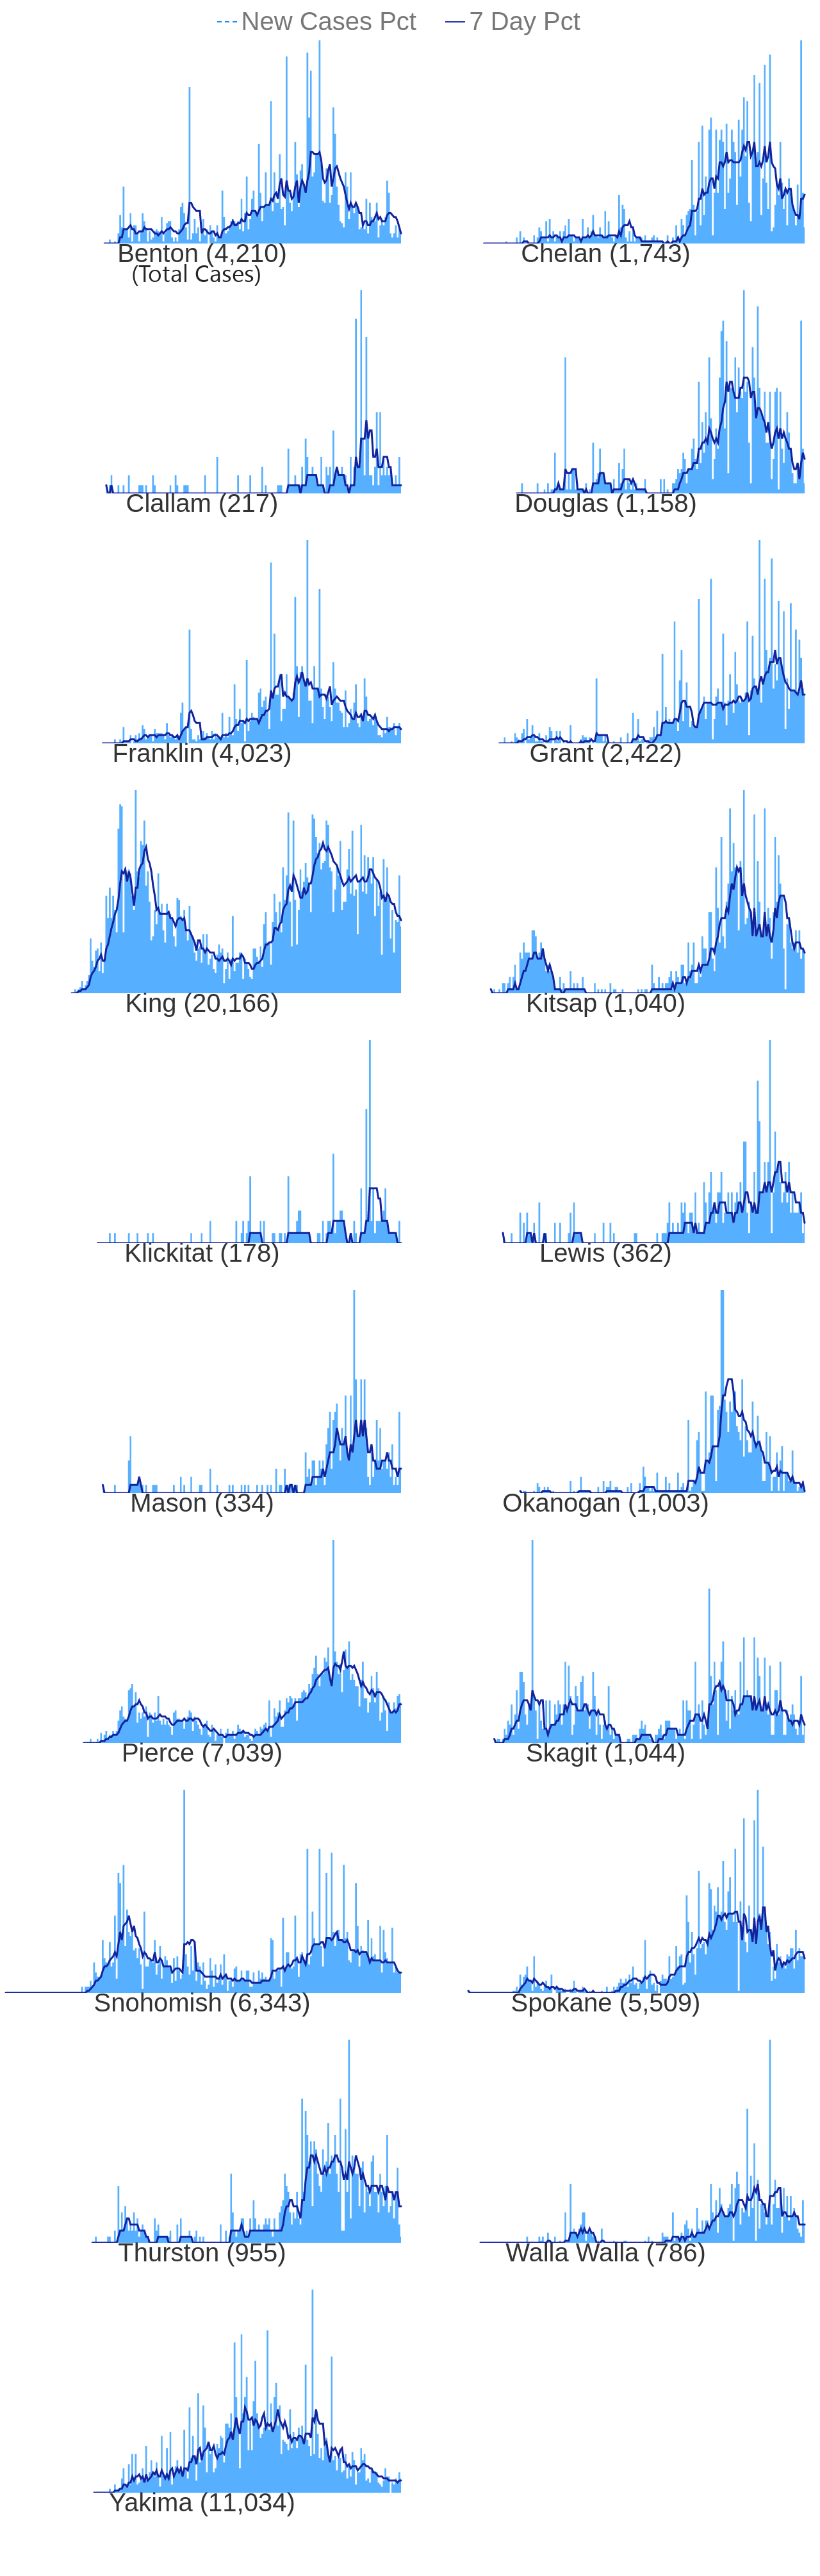 New Cases Pct 7 Day Pct
Benton (4,210) Chelan (1,743)
(Total Cases)
Clallam (217) Douglas (1,158)
Franklin (4,023) Grant (2,422)
King (20,166) Kitsap (1,040)
Klickitat (178) Lewis (362)
Mason (334) Okanogan (1,003)
Pierce (7,039) Skagit (1,044)
Snohomish (6,343) Spokane (5,509)
Thurston (955) Walla Walla (786)
Yakima (11,034)